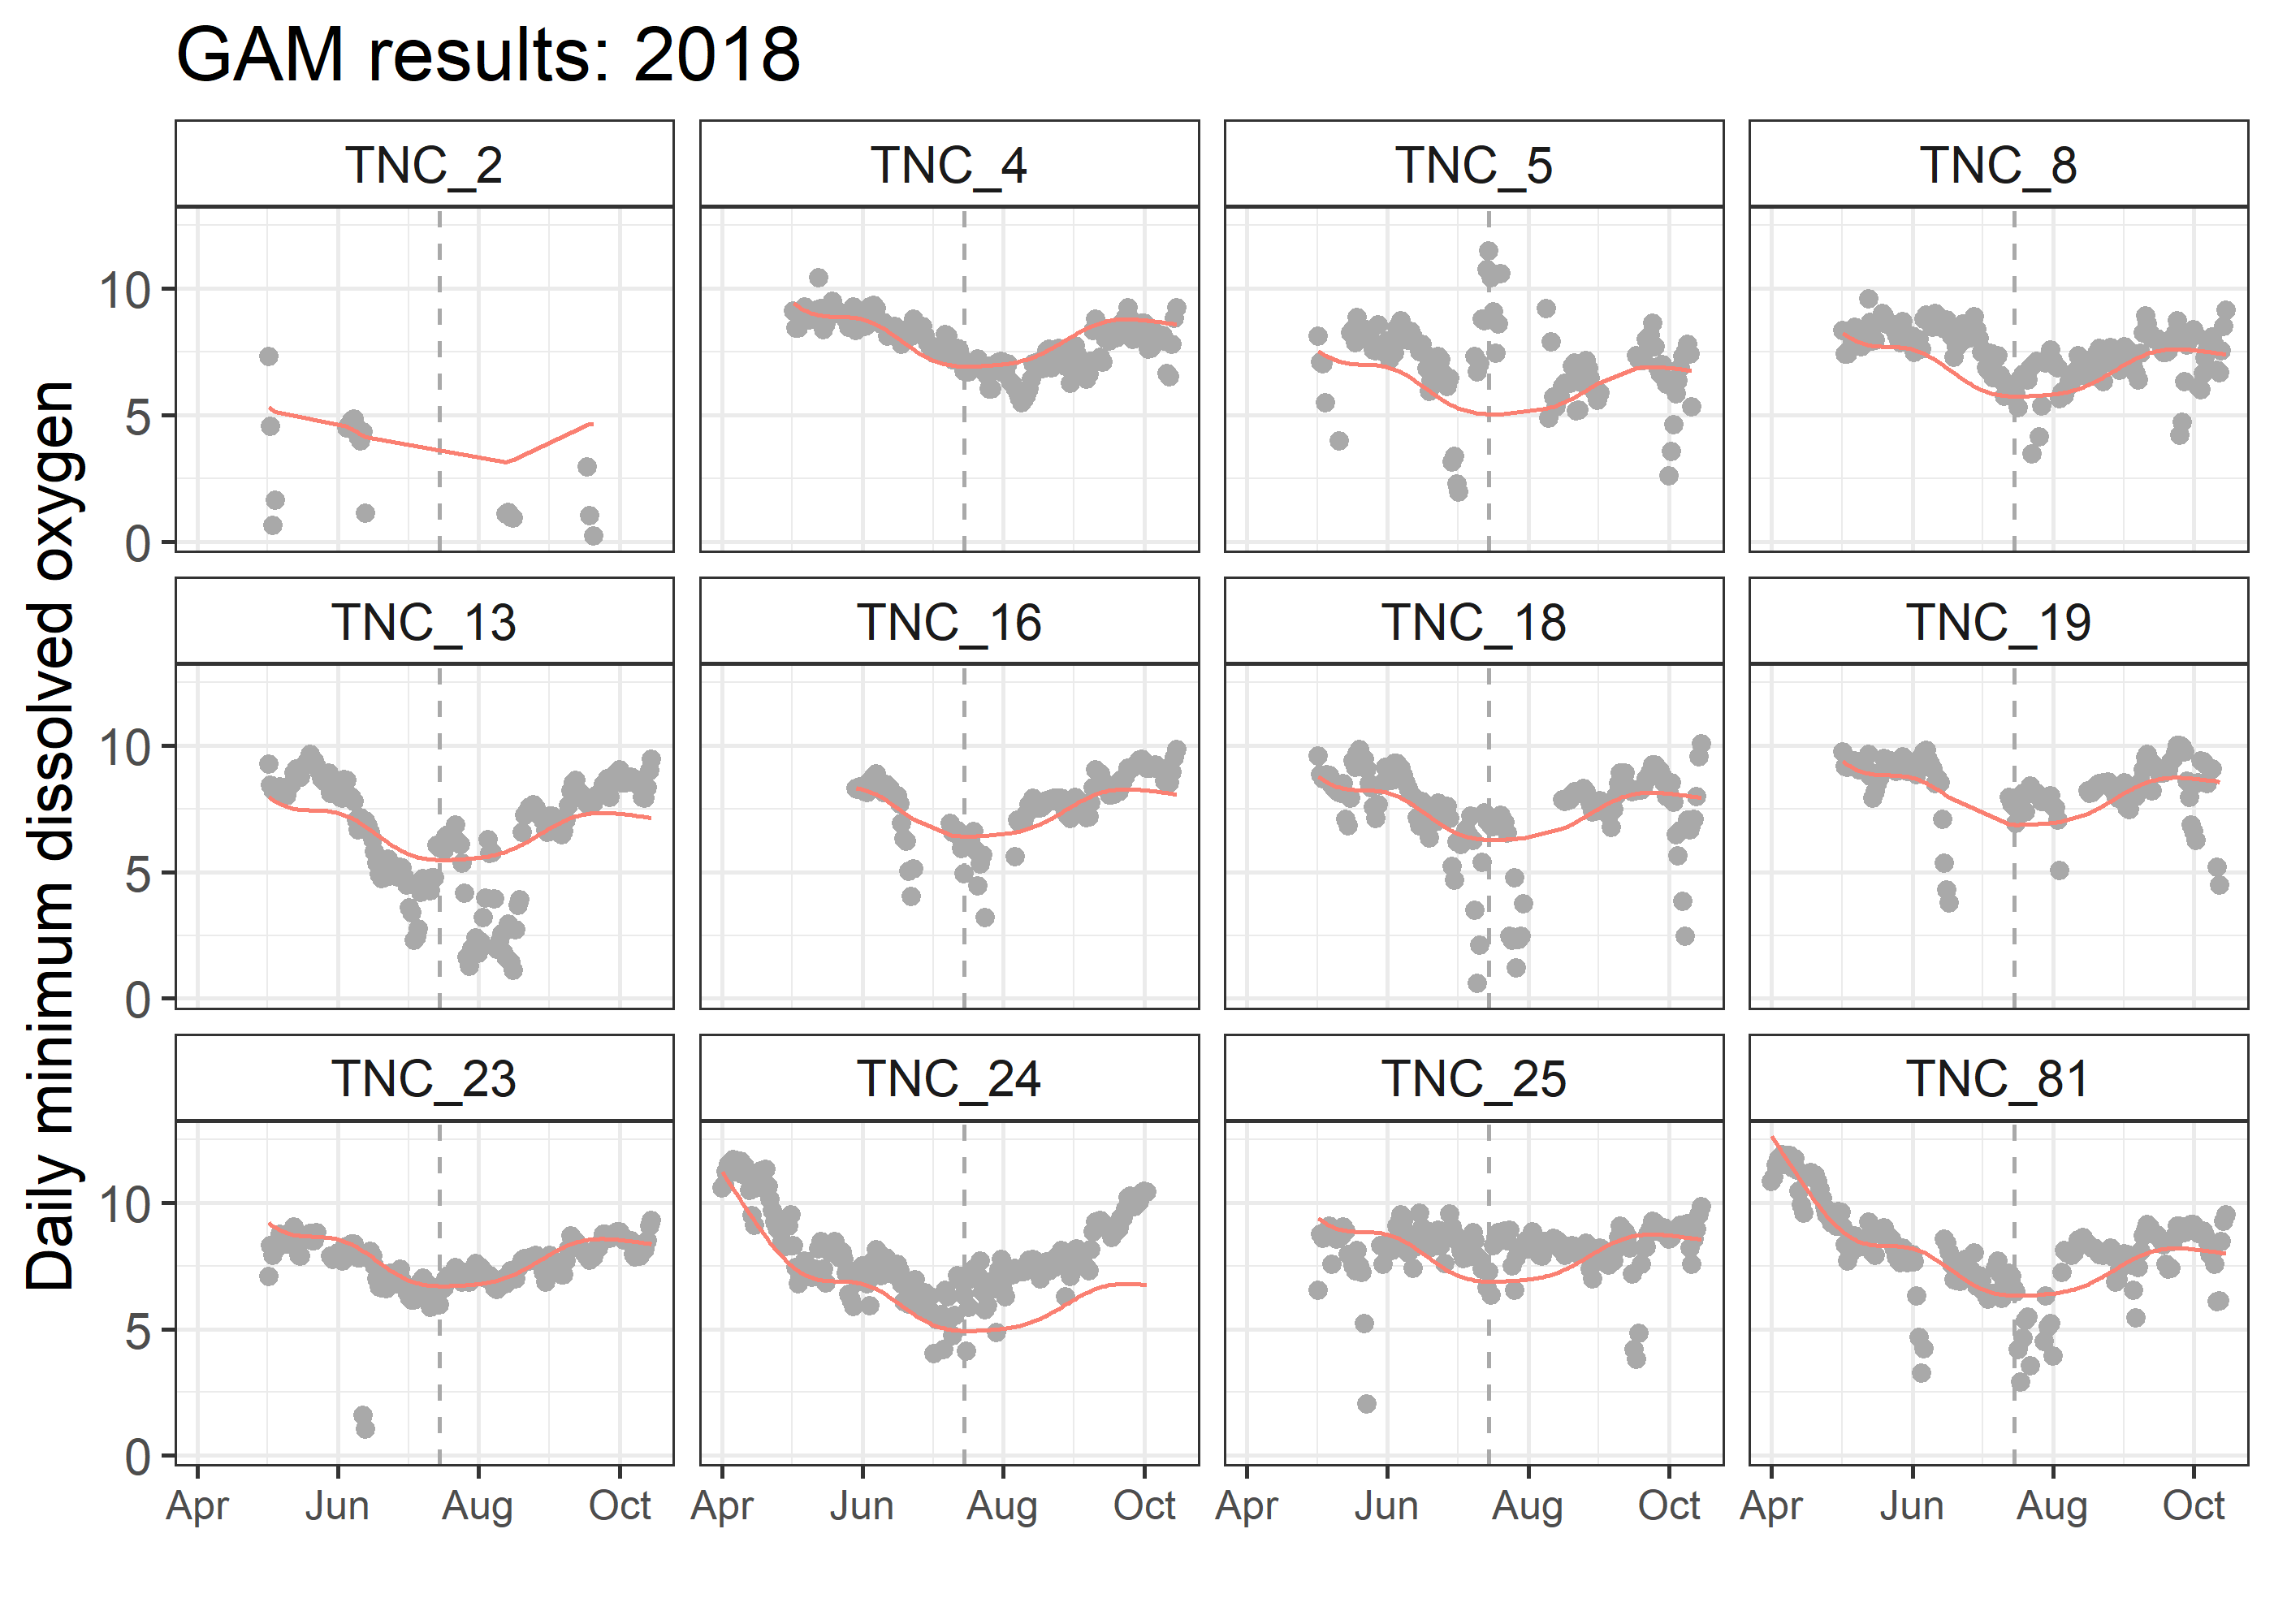 GAM results: 2018
TNC_2 TNC_4 TNC_5 TNC_8
10
5
0
TNC_13 TNC_16 TNC_18 TNC_19
10
5
0
TNC_23 TNC_24 TNC_25 TNC_81
10
5
0
Apr Jun Aug Oct Apr Jun Aug Oct Apr Jun Aug Oct Apr Jun Aug Oct
Daily minimum dissolved oxygen